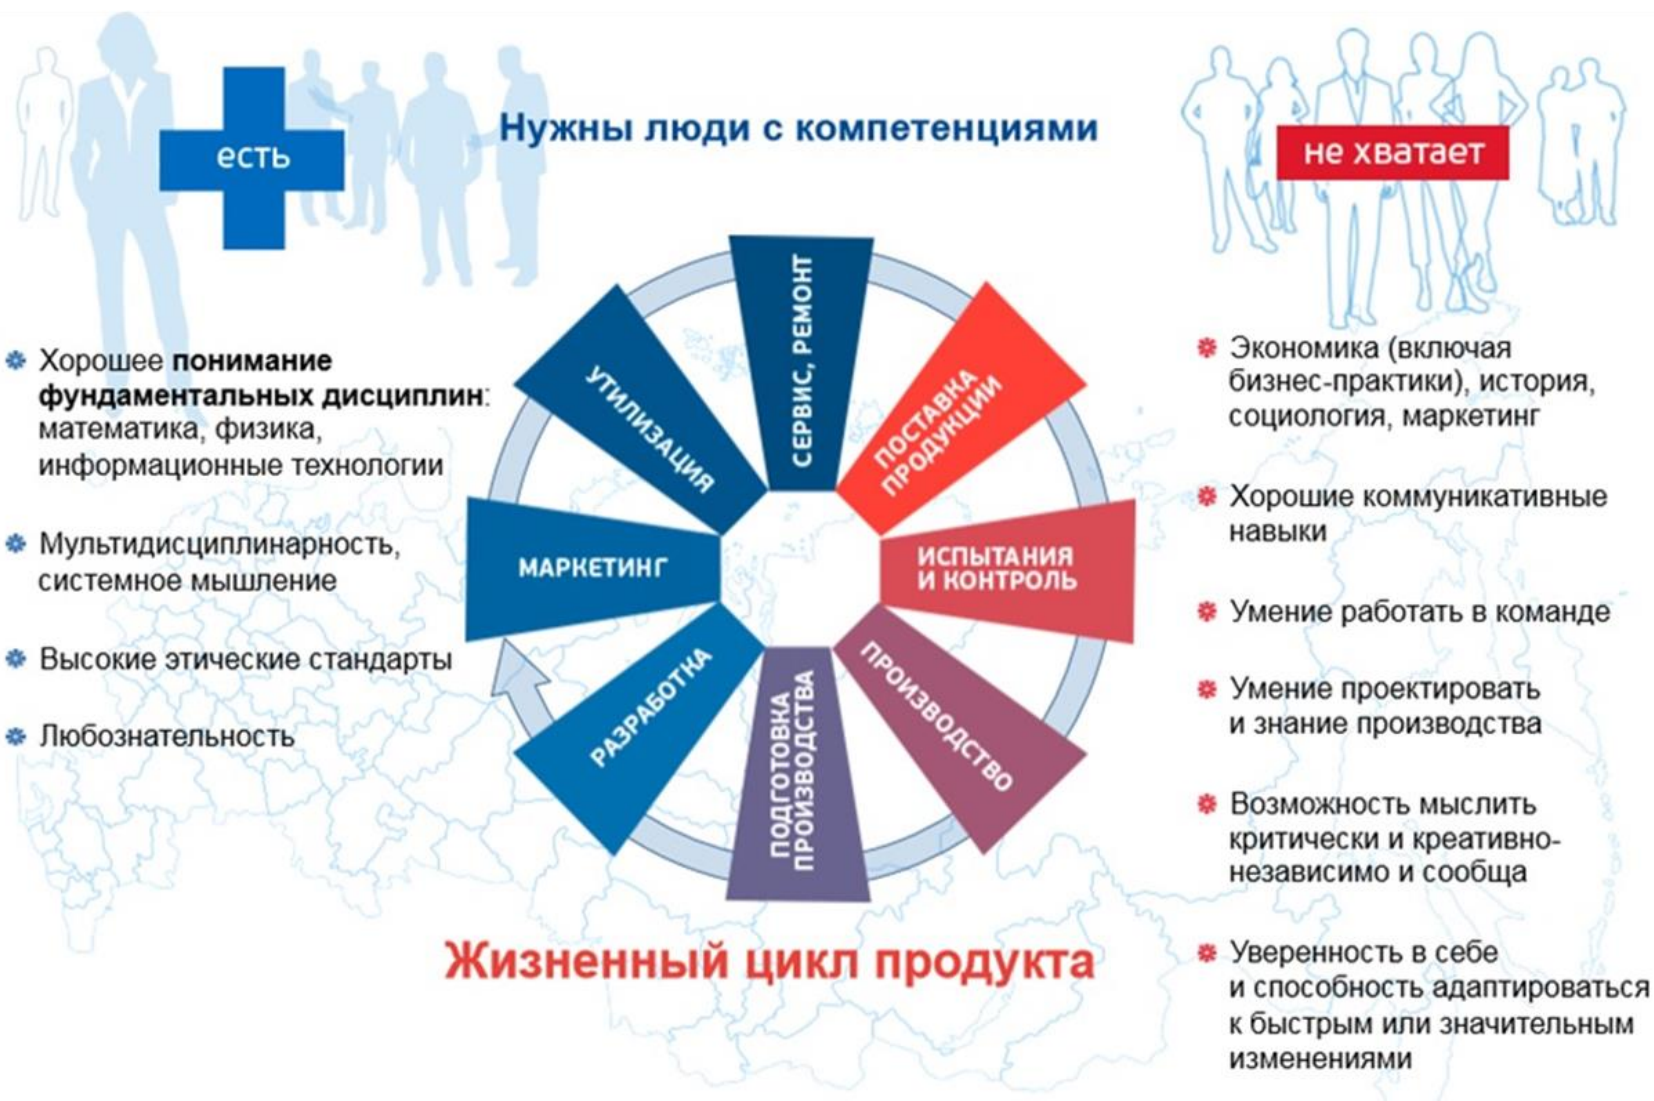 есть
Нужны люди с компетенциями
не хватает
Хорошее понимание
фундаментальных дисциплин:
математика, физика,
информационные технологии
Мультидисциплинарность,
системное мышление
Высокие этические стандарты
Любознательность
СЕРВИС, РЕМОНТ
ПОСТАВКА
ПРОДУКЦИИ
ИСПЫТАНИЯ
И КОНТРОЛЬ
ПРОИЗВОДСТВО
ПОДГОТОВКА
ПРОИЗВОДСТВА
РАЗРАБОТКА
МАРКЕТИНГ
УТИЛИЗАЦИЯ
Жизненный цикл продукта
Экономика (включая
бизнес-практики), история,
социология, маркетинг
Хорошие коммуникативные
навыки
Умение работать в команде
Умение проектировать
и знание производства
Возможность мыслить
критически и креативно-
независимо и сообща
Уверенность в себе
и способность адаптироваться
к быстрым или значительным
изменениями